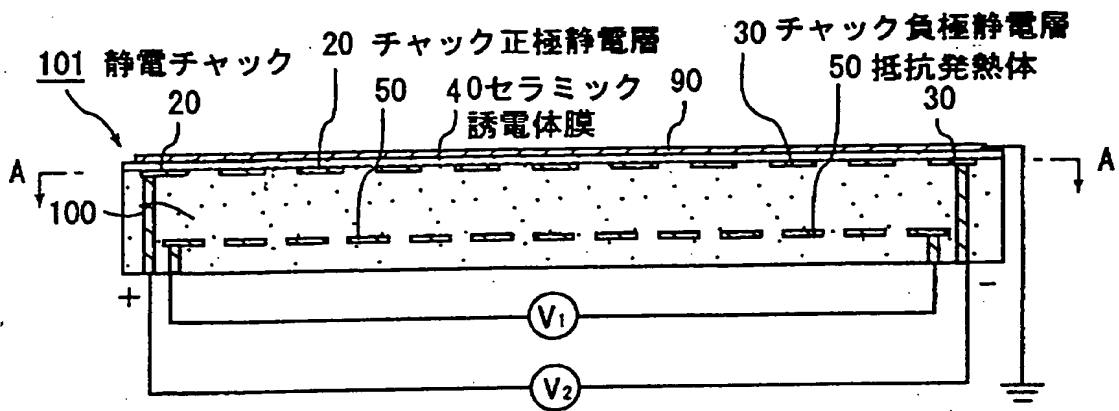 101 静電チャック
20 チャック正極静電層
30 チャック負極静電層
20
50
40セラミック
誘電体膜
90
50 抵抗発熱体
30
A
A
100
+
-
V1
V2